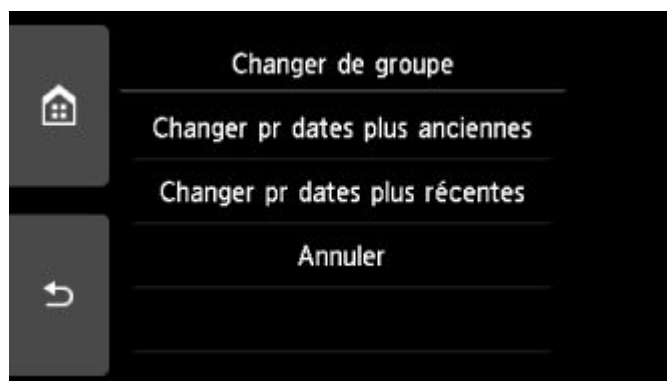 Changer de groupe
Changer pr dates plus anciennes
Changer pr dates plus récentes
Annuler